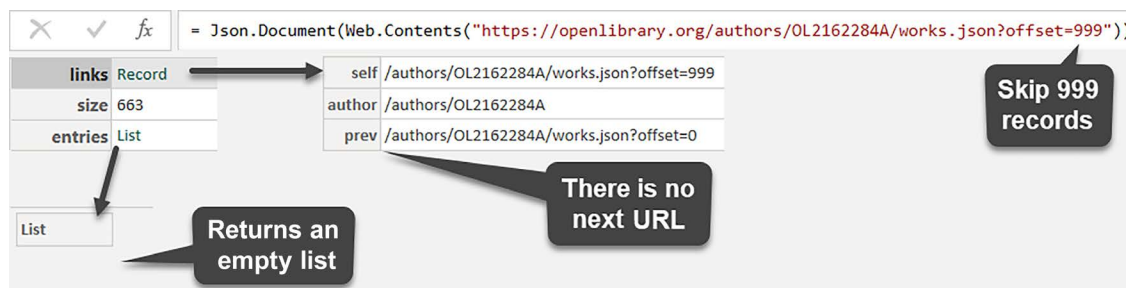 fx = Json.Document(Web.Contents("https://openlibrary.org/authors/OL2162284A/works.json?offset=999"))
links Record
size 663
entries List
self /authors/OL2162284A/works.json?offset=999
author /authors/OL2162284A
prev /authors/OL2162284A/works.json?offset=0
Skip 999
records
There is no
next URL
List
Returns an
empty list